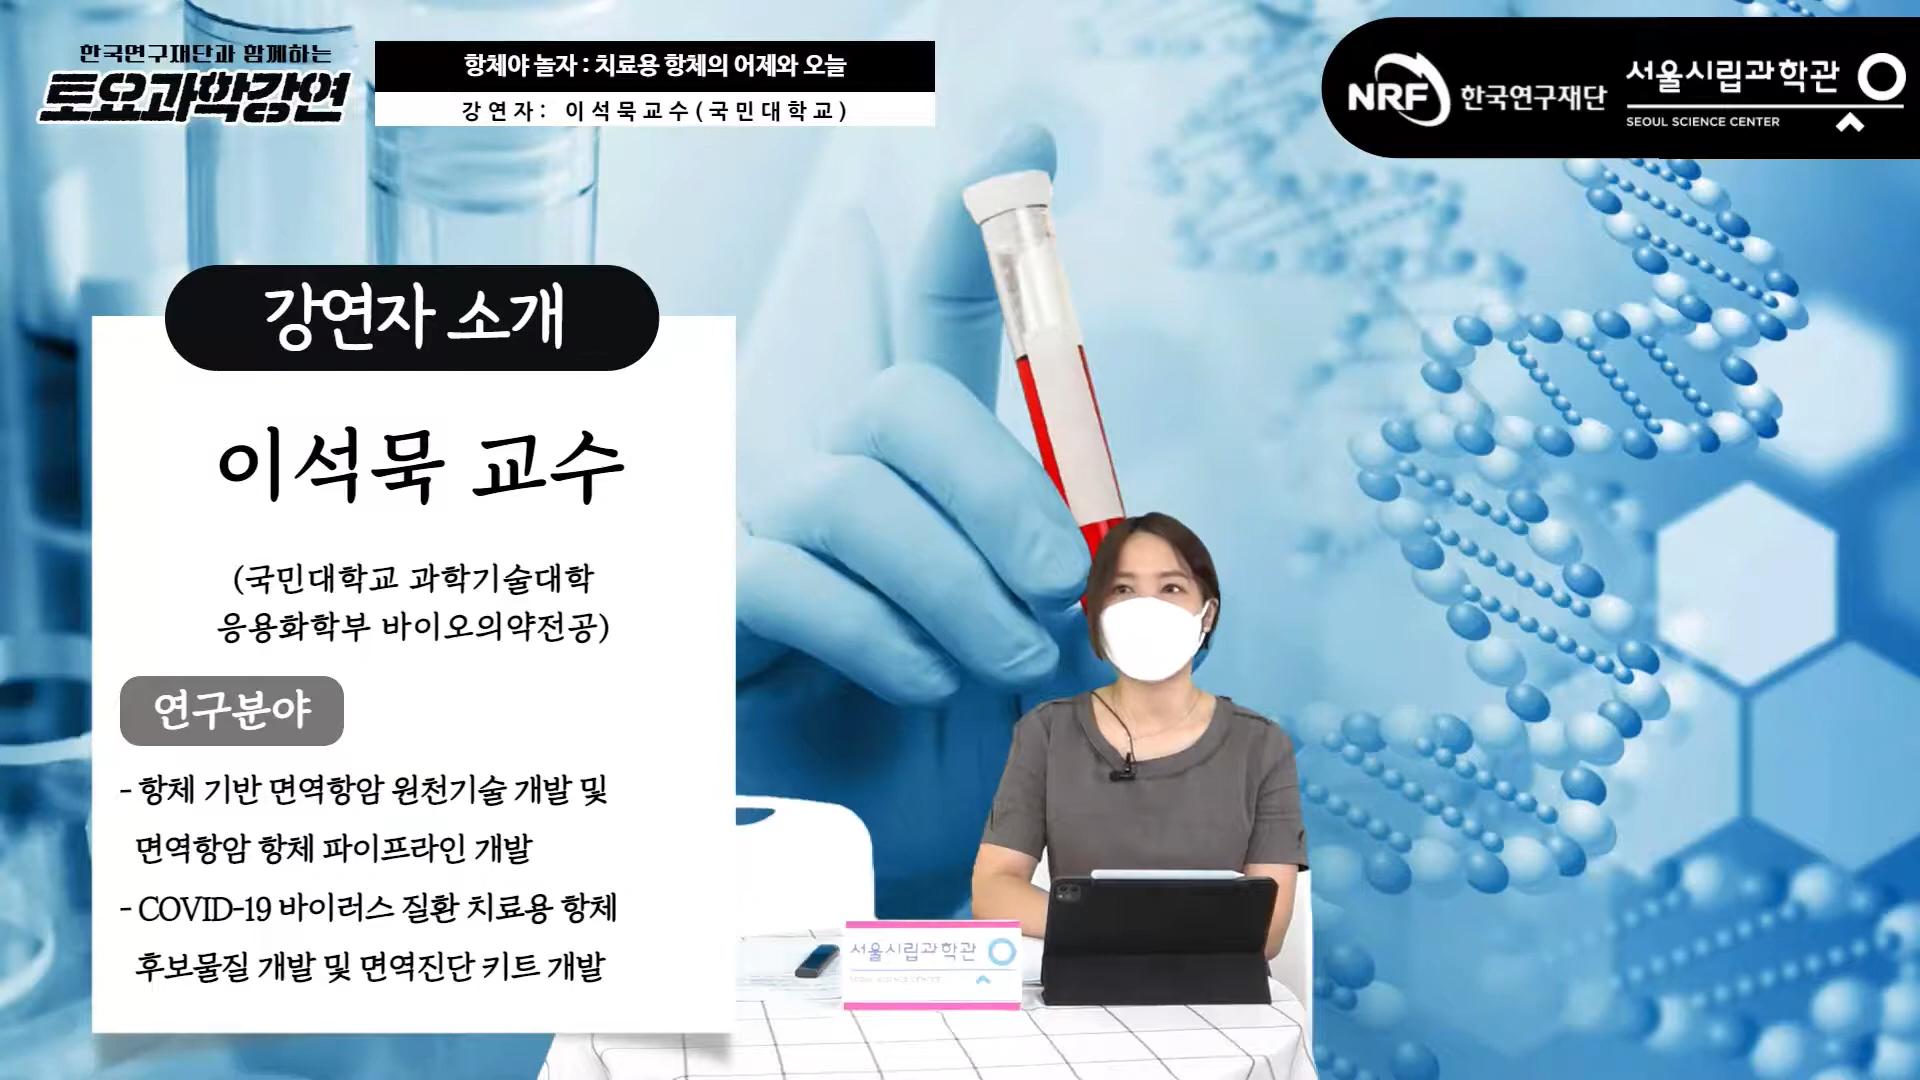 한국연구재단과 함께하는
토요과학강연
항체야 놀자 : 치료용 항체의 어제와 오늘
강연자: 이석묵교수(국민대학교)
NRF 한국연구재단
서울시립과학관
SEOUL SCIENCE CENTER
강연자 소개
이석묵 교수
(국민대학교 과학기술대학
응용화학부 바이오의약전공)
연구분야
- 항체 기반 면역항암 원천기술 개발 및
면역항암 항체 파이프라인 개발
- COVID-19 바이러스 질환 치료용 항체
후보물질 개발 및 면역진단 키트 개발
서울시립과학관
SEOUL SCIENCE CENTER